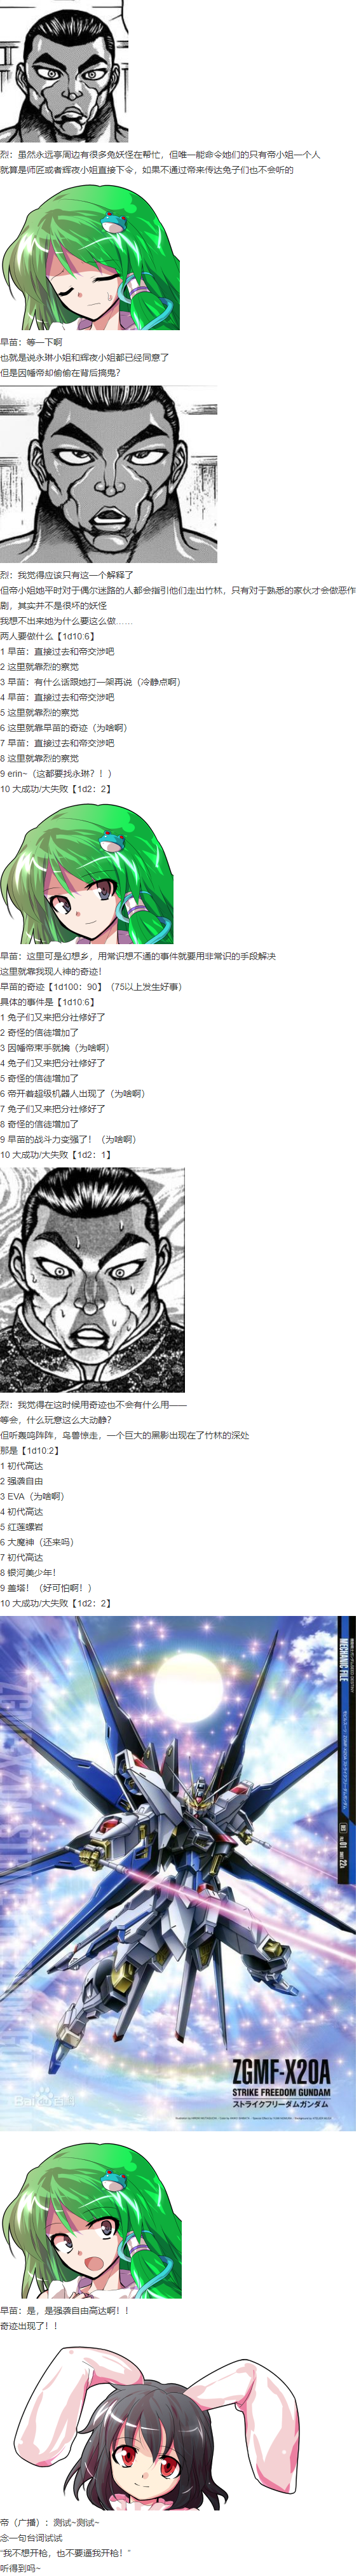 烈：虽然永远亭周边有很多兔妖怪在帮忙，但唯一能命令她们的只有帝小姐一个人
就算是师匠或者辉夜小姐直接下令，如果不通过帝来传达兔子们也不会听的
早苗：等一下啊
也就是说永琳小姐和辉夜小姐都已经同意了
但是因幡帝却偷偷在背后搞鬼？
烈：我觉得应该只有这一个解释了
但帝小姐她平时对于偶尔迷路的人都会指引他们走出竹林，只有对于熟悉的家伙才会做恶作
剧，其实并不是很坏的妖怪
我想不出来她为什么要这么做……
两人要做什么【1d10:6】
1 早苗：直接过去和帝交涉吧
2 这里就靠烈的察觉
3 早苗：有什么话跟她打一架再说（冷静点啊）
4 早苗：直接过去和帝交涉吧
5 这里就靠烈的察觉
6 这里就靠早苗的奇迹（为啥啊）
7 早苗：直接过去和帝交涉吧
8 这里就靠烈的察觉
9 erin~（这都要找永琳？！）
10 大成功/大失败【1d2：2】
早苗：这里可是幻想乡，用常识想不通的事件就要用非常识的手段解决
这里就靠我现人神的奇迹！
早苗的奇迹【1d100：90】（75以上发生好事）
具体的事件是【1d10:6】
1 兔子们又来把分社修好了
2 奇怪的信徒增加了
3 因幡帝束手就擒（为啥啊）
4 兔子们又来把分社修好了
5 奇怪的信徒增加了
6 帝开着超级机器人出现了（为啥啊）
7 兔子们又来把分社修好了
8 奇怪的信徒增加了
9 早苗的战斗力变强了！（为啥啊）
10 大成功/大失败【1d2：1】
烈：我觉得在这时候用奇迹也不会有什么用——
等会，什么玩意这么大动静？
但听轰鸣阵阵，鸟兽惊走，一个巨大的黑影出现在了竹林的深处
那是【1d10:2】
1 初代高达
2 强袭自由
3 EVA（为啥啊）
4 初代高达
5 红莲螺岩
6 大魔神（还来吗）
7 初代高达
8 银河美少年！
9 盖塔！（好可怕啊！）
10 大成功/大失败【1d2：2】
MECHANIC FILE
ZGMF-X20A
STRIKE FREEDOM GUNDAM
ストライクフリーダムガンダム
早苗：是，是强袭自由高达啊！！
奇迹出现了！！
帝（广播）：测试~测试~
念一句台词试试
“我不想开枪，也不要逼我开枪！”
听得到吗~